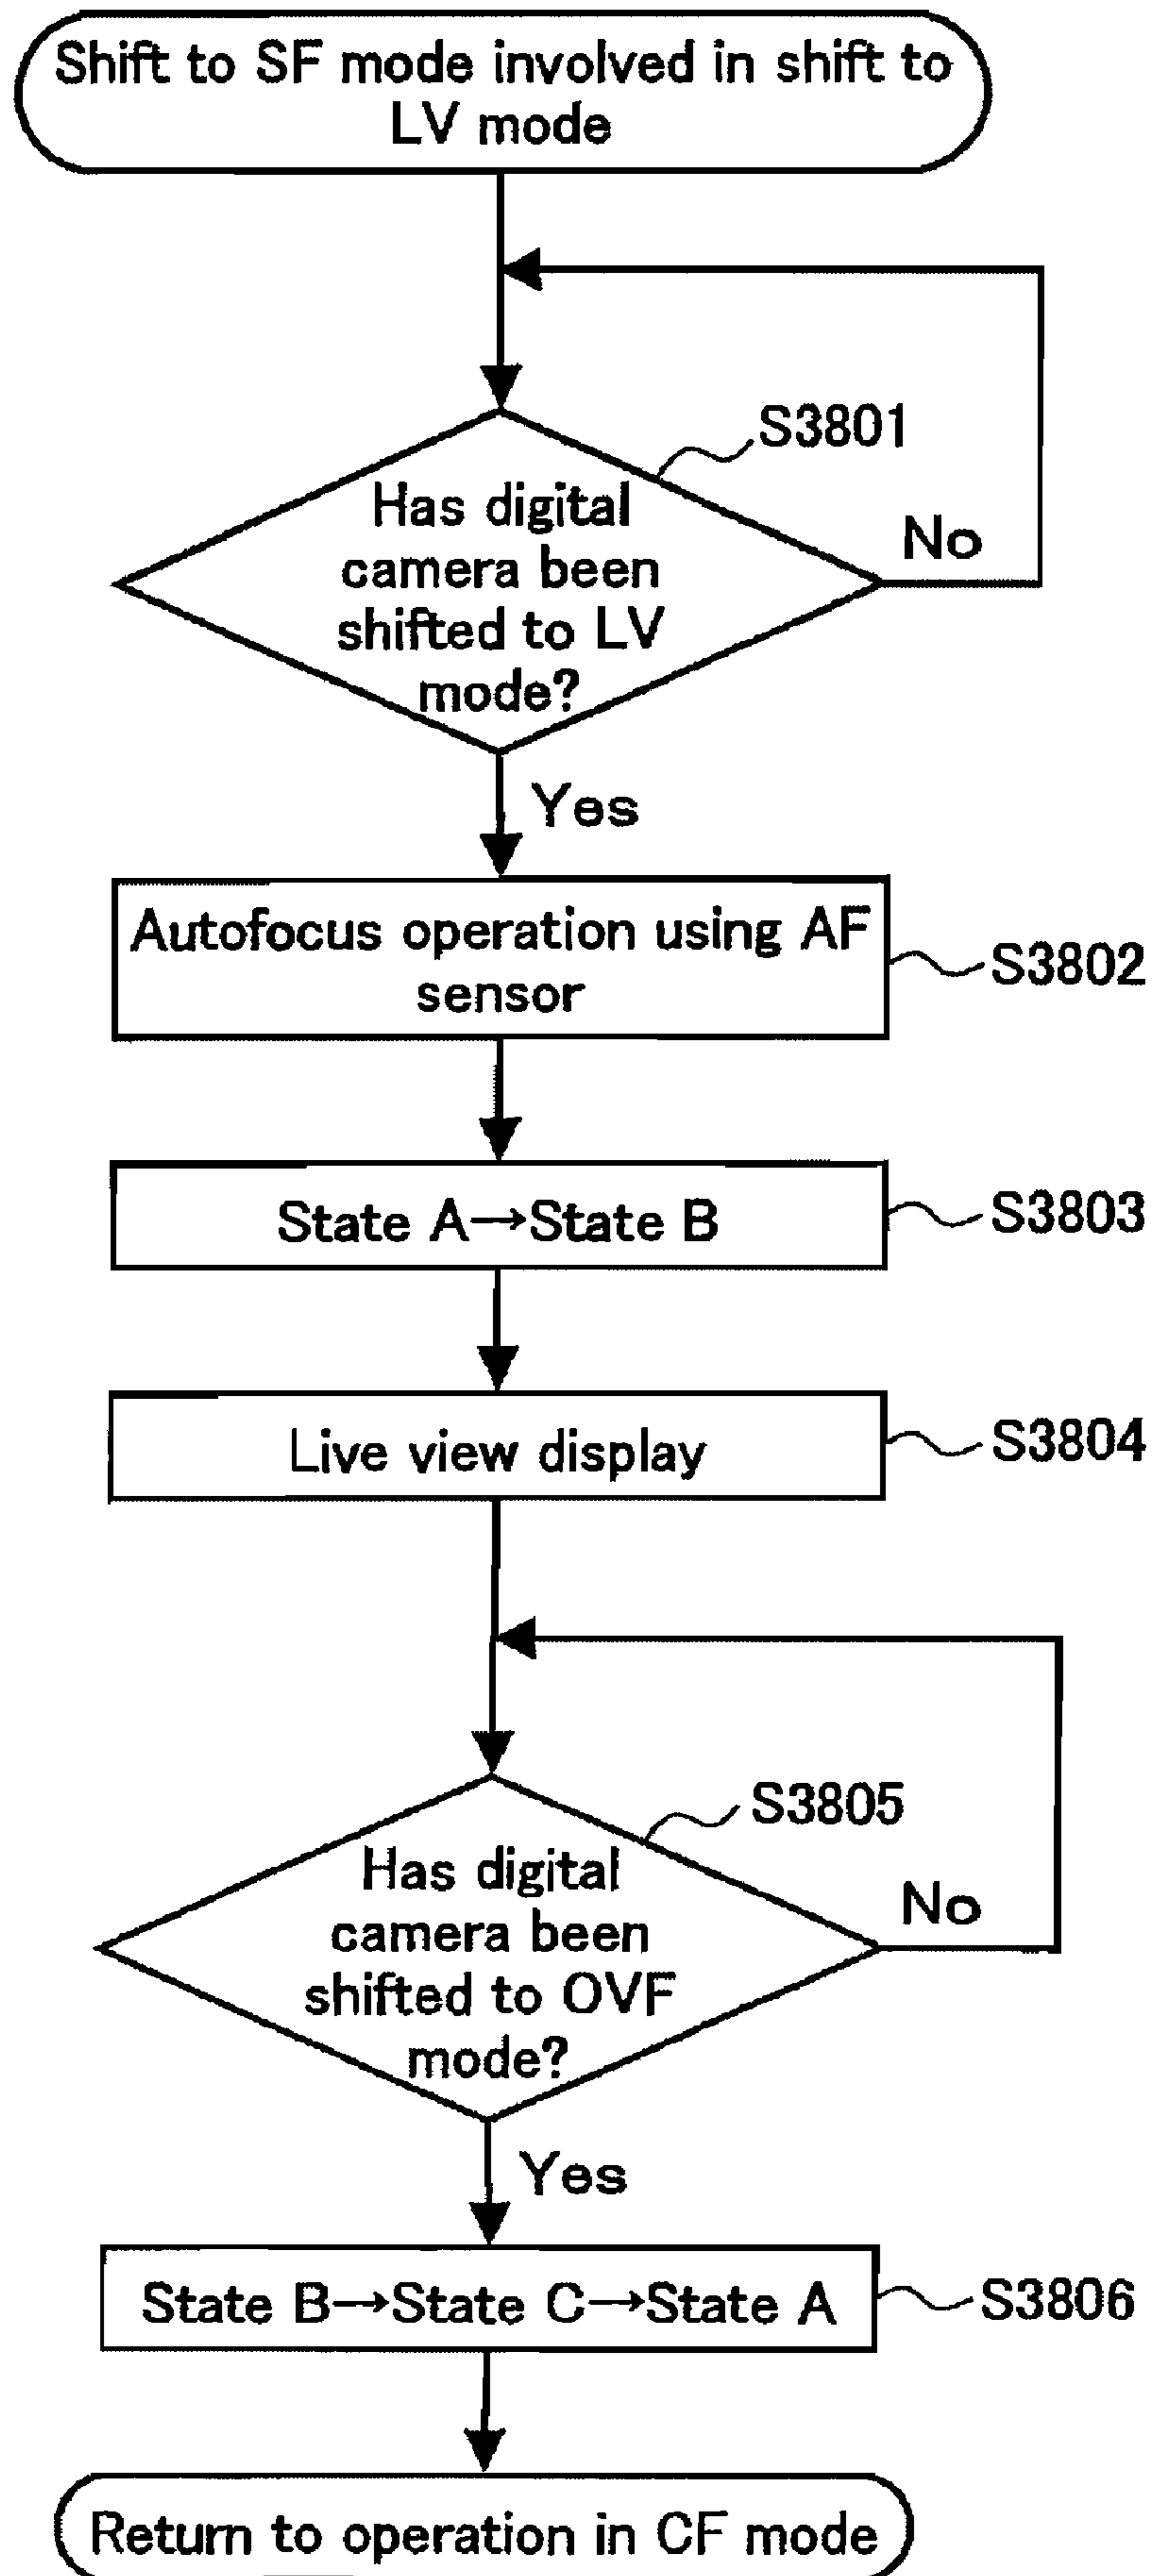 Shift to SF mode involved in shift to
LV mode
S3801
Has digital
camera been
shifted to LV
mode?
No
Yes
Autofocus operation using AF
sensor
S3802
State A→State B
S3803
Live view display
S3804
S3805
Has digital
camera been
shifted to OVF
mode?
No
Yes
State B→State C→State A
S3806
Return to operation in CF mode